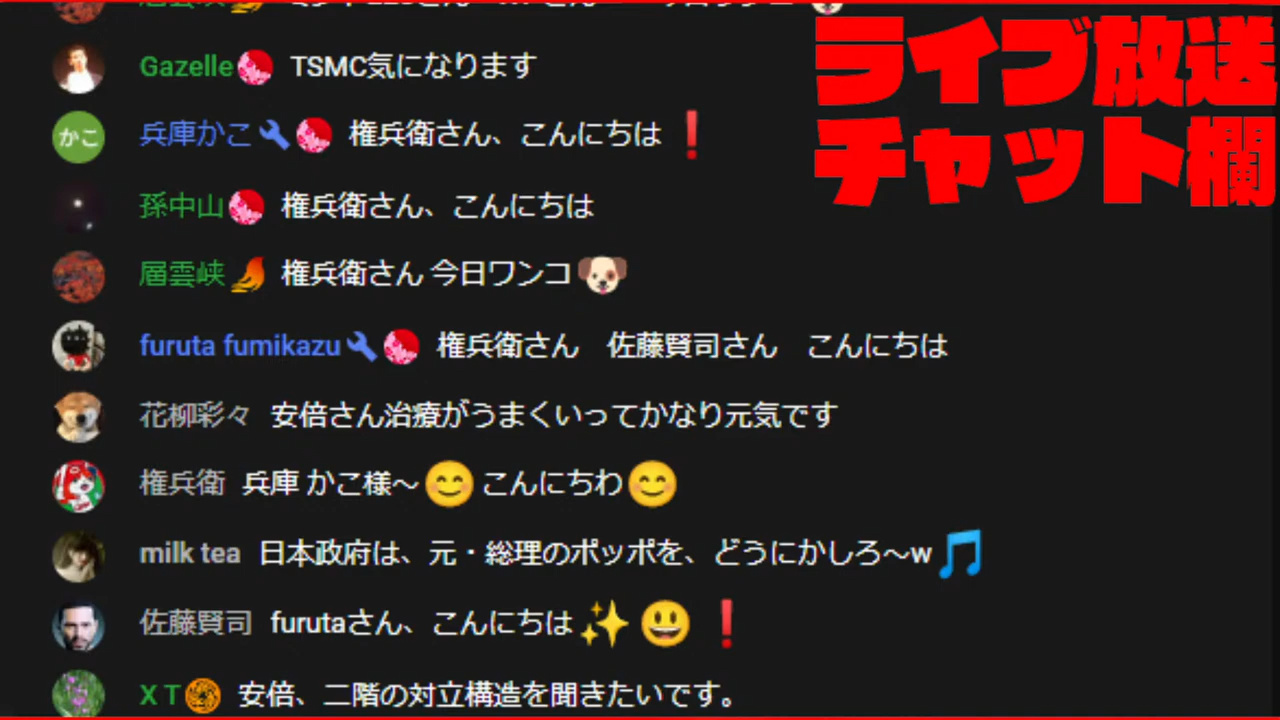 ライブ放送
チャット欄
Gazelle TSMC気になります
かこ 兵庫かこ 権兵衛さん、こんにちは❗
孫中山 権兵衛さん、こんにちは
層雲峡 権兵衛さん 今日ワンコ🐶
furuta fumikazu 権兵衛さん 佐藤賢司さん こんにちは
花柳彩々 安倍さん治療がうまくいってかなり元気です
権兵衛 兵庫 かこ様～😊こんにちわ😊
milk tea 日本政府は、元・総理のポッポを、どうにかしろ～w🎵
佐藤賢司 furutaさん、こんにちは✨😃❗
X T 安倍、二階の対立構造を聞きたいです。